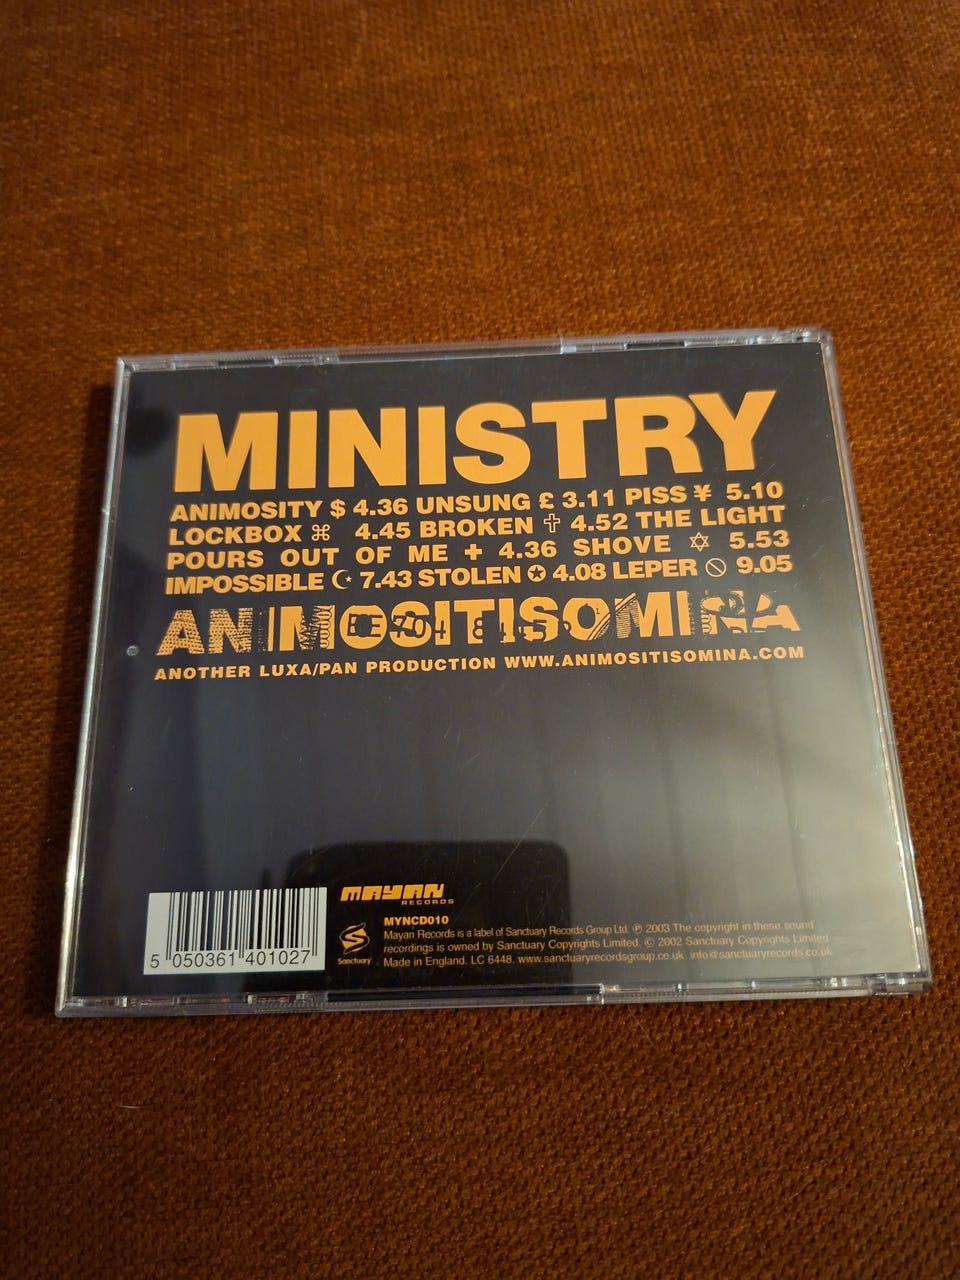 MINISTRY
ANIMOSITY $ 4.36 UNSUNG £ 3.11 PISS ¥ 5.10
LOCKBOX ⌘ 4.45 BROKEN ✝ 4.52 THE LIGHT
POURS OUT OF ME + 4.36 SHOVE ✡ 5.53
IMPOSSIBLE ☪ 7.43 STOLEN ✪ 4.08 LEPER 🛇 9.05
ANIMOSITISOMINA
ANOTHER LUXA/PAN PRODUCTION WWW.ANIMOSITISOMINA.COM
MAYAN
RECORDS
MYNCD010
Mayan Records is a label of Sanctuary Records Group Ltd. ℗ 2003 The copyright in these sound
recordings is owned by Sanctuary Copyrights Limited. © 2002 Sanctuary Copyrights Limited
Made in England. LC 6448. www.sanctuaryrecordsgroup.co.uk info@sanctuaryrecords.co.uk
Sanctuary
5 050361 401027